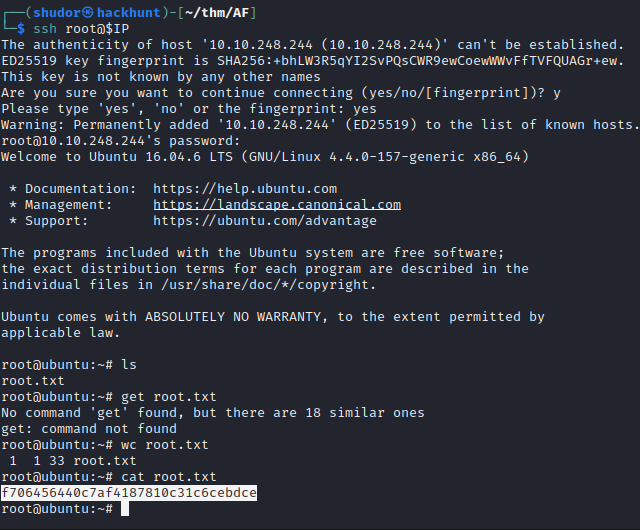 ┌──(shudor㉿hackhunt)-[~/thm/AF]
└─$ ssh root@$IP
The authenticity of host '10.10.248.244 (10.10.248.244)' can't be established.
ED25519 key fingerprint is SHA256:+bhLW3R5qYI2SvPQsCWR9ewCoewWWvFfTVFQUAGr+ew.
This key is not known by any other names
Are you sure you want to continue connecting (yes/no/[fingerprint])? y
Please type 'yes', 'no' or the fingerprint: yes
Warning: Permanently added '10.10.248.244' (ED25519) to the list of known hosts.
root@10.10.248.244's password:
Welcome to Ubuntu 16.04.6 LTS (GNU/Linux 4.4.0-157-generic x86_64)
* Documentation:  https://help.ubuntu.com
* Management:     https://landscape.canonical.com
* Support:        https://ubuntu.com/advantage
The programs included with the Ubuntu system are free software;
the exact distribution terms for each program are described in the
individual files in /usr/share/doc/*/copyright.
Ubuntu comes with ABSOLUTELY NO WARRANTY, to the extent permitted by
applicable law.
root@ubuntu:~# ls
root.txt
root@ubuntu:~# get root.txt
No command 'get' found, but there are 18 similar ones
get: command not found
root@ubuntu:~# wc root.txt
1  1 33 root.txt
root@ubuntu:~# cat root.txt
f706456440c7af4187810c31c6cebdce
root@ubuntu:~#